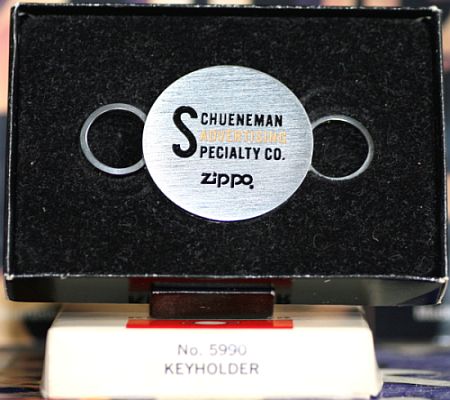 SCHUENEMAN
ADVERTISING
SPECIALTY CO.
zippo
No. 5990
KEYHOLDER